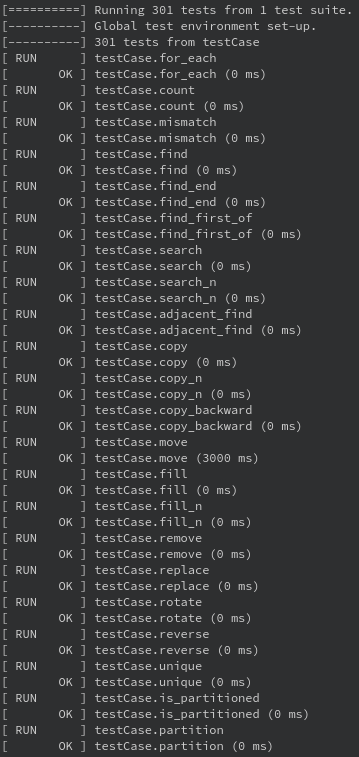 [==========] Running 301 tests from 1 test suite.
[----------] Global test environment set-up.
[----------] 301 tests from testCase
[ RUN      ] testCase.for_each
[       OK ] testCase.for_each (0 ms)
[ RUN      ] testCase.count
[       OK ] testCase.count (0 ms)
[ RUN      ] testCase.mismatch
[       OK ] testCase.mismatch (0 ms)
[ RUN      ] testCase.find
[       OK ] testCase.find (0 ms)
[ RUN      ] testCase.find_end
[       OK ] testCase.find_end (0 ms)
[ RUN      ] testCase.find_first_of
[       OK ] testCase.find_first_of (0 ms)
[ RUN      ] testCase.search
[       OK ] testCase.search (0 ms)
[ RUN      ] testCase.search_n
[       OK ] testCase.search_n (0 ms)
[ RUN      ] testCase.adjacent_find
[       OK ] testCase.adjacent_find (0 ms)
[ RUN      ] testCase.copy
[       OK ] testCase.copy (0 ms)
[ RUN      ] testCase.copy_n
[       OK ] testCase.copy_n (0 ms)
[ RUN      ] testCase.copy_backward
[       OK ] testCase.copy_backward (0 ms)
[ RUN      ] testCase.move
[       OK ] testCase.move (3000 ms)
[ RUN      ] testCase.fill
[       OK ] testCase.fill (0 ms)
[ RUN      ] testCase.fill_n
[       OK ] testCase.fill_n (0 ms)
[ RUN      ] testCase.remove
[       OK ] testCase.remove (0 ms)
[ RUN      ] testCase.replace
[       OK ] testCase.replace (0 ms)
[ RUN      ] testCase.rotate
[       OK ] testCase.rotate (0 ms)
[ RUN      ] testCase.reverse
[       OK ] testCase.reverse (0 ms)
[ RUN      ] testCase.unique
[       OK ] testCase.unique (0 ms)
[ RUN      ] testCase.is_partitioned
[       OK ] testCase.is_partitioned (0 ms)
[ RUN      ] testCase.partition
[       OK ] testCase.partition (0 ms)